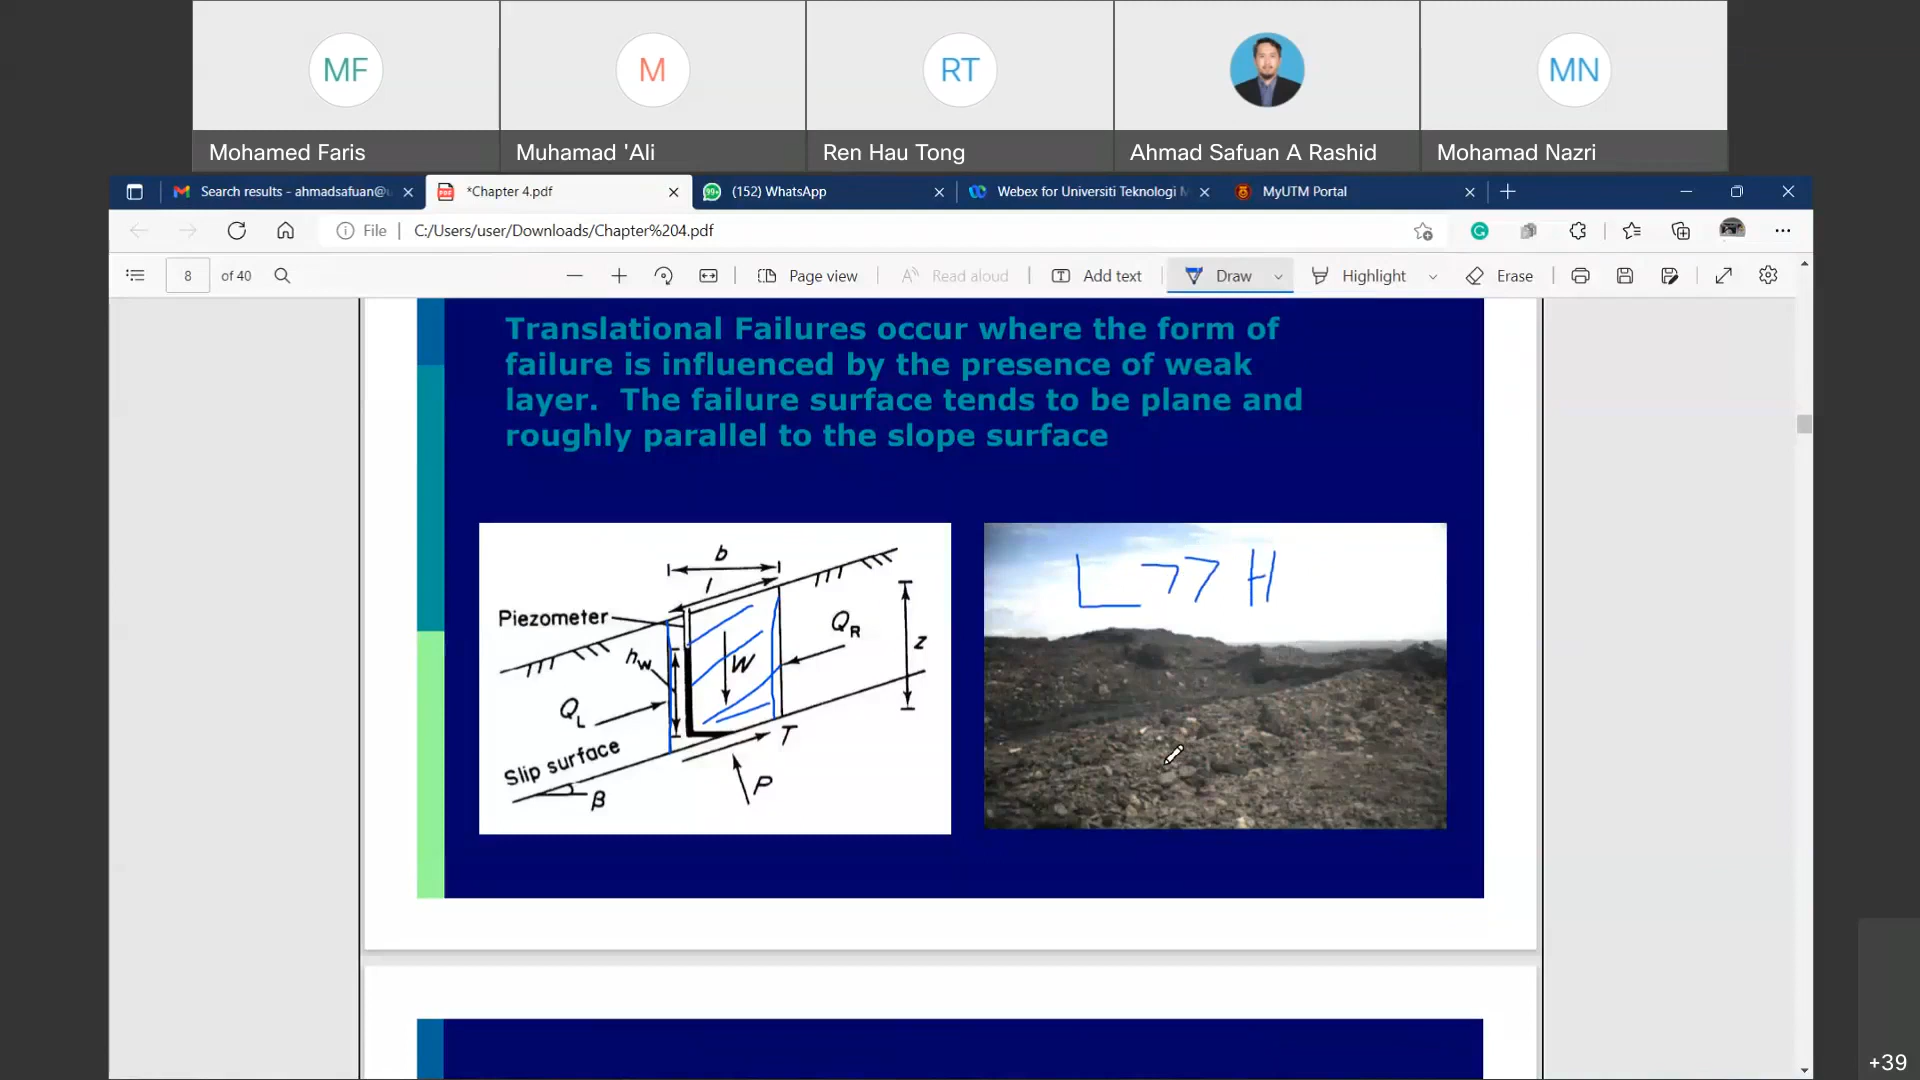 MF
M
RT
MN
Mohamed Faris
Muhamad 'Ali
Ren Hau Tong
Ahmad Safuan A Rashid
Mohamad Nazri
Search results - ahmadsafuan@
*Chapter 4.pdf
99+
(152) WhatsApp
Webex for Universiti Teknologi M
MyUTM Portal
File
C:/Users/user/Downloads/Chapter%204.pdf
8 of 40
Page view
Read aloud
Add text
Draw
Highlight
Erase
Translational Failures occur where the form of
failure is influenced by the presence of weak
layer. The failure surface tends to be plane and
roughly parallel to the slope surface
b
l
Piezometer
QR
z
hw
W
QL
T
Slip surface
P
β
L >> H
+39